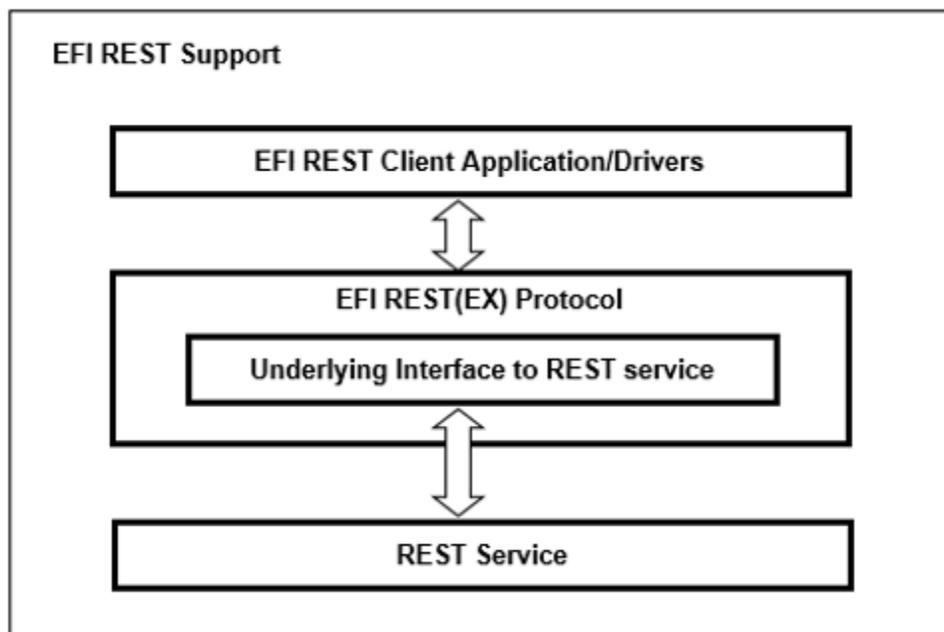 EFI REST Support
EFI REST Client Application/Drivers
EFI REST(EX) Protocol
Underlying Interface to REST service
REST Service